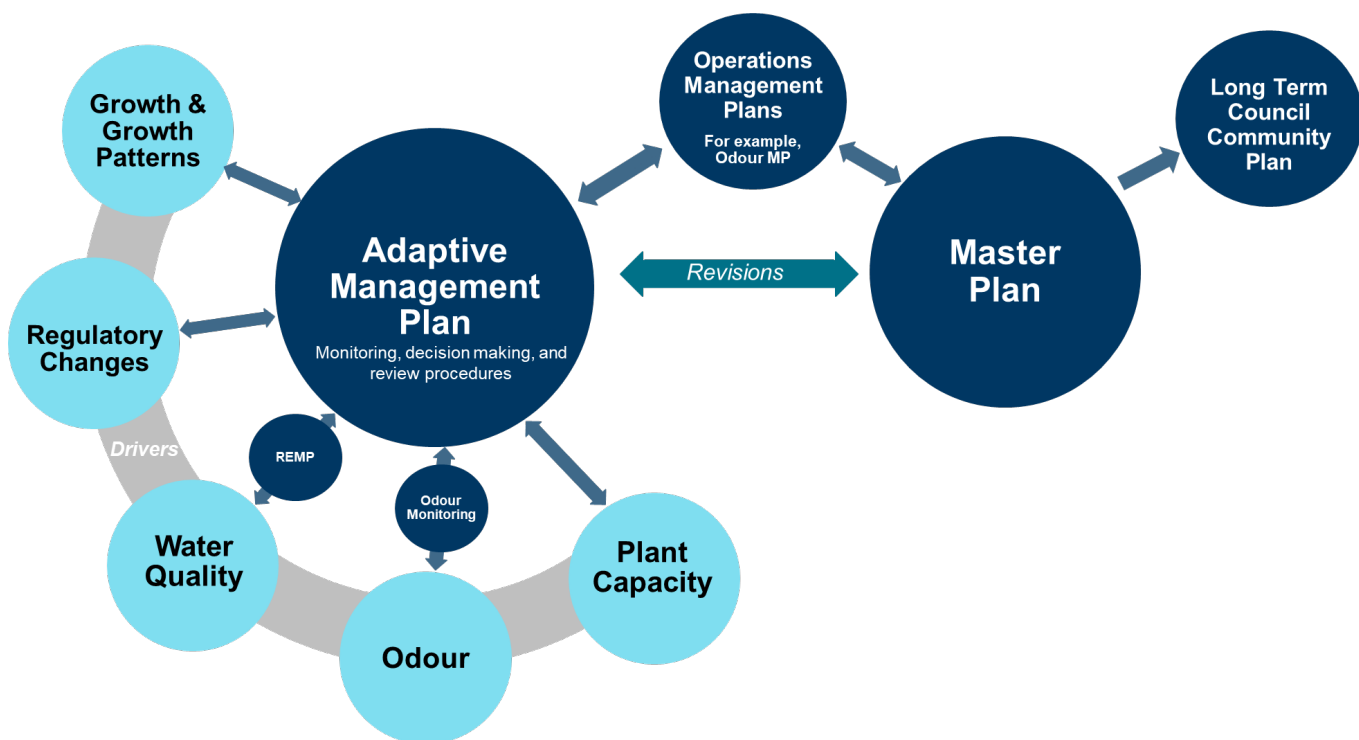 Growth &
Growth
Patterns
Regulatory
Changes
Drivers
Water
Quality
Odour
Plant
Capacity
REMP
Odour
Monitoring
Adaptive
Management
Plan
Monitoring, decision making, and
review procedures
Operations
Management
Plans
For example,
Odour MP
Revisions
Master
Plan
Long Term
Council
Community
Plan